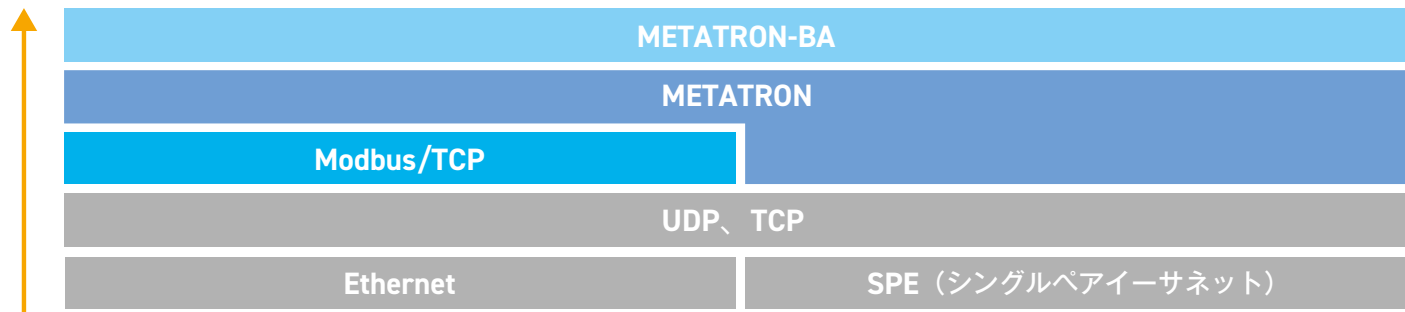 METATRON-BA
METATRON
Modbus/TCP
UDP、TCP
Ethernet
SPE（シングルペアイーサネット）